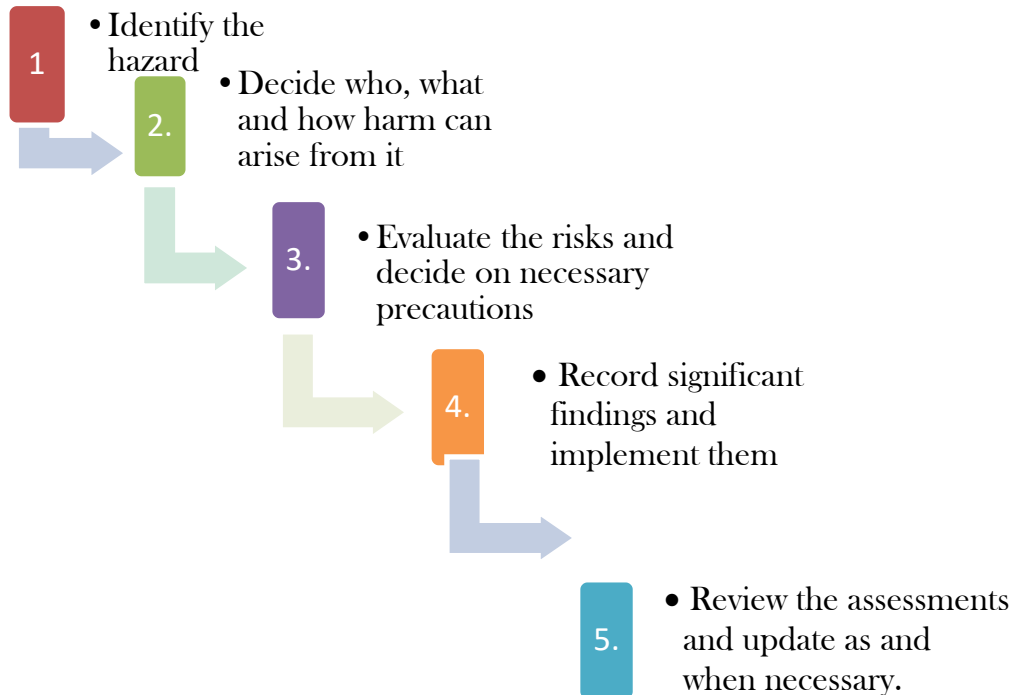 1
• Identify the
hazard
2.
• Decide who, what
and how harm can
arise from it
3.
• Evaluate the risks and
decide on necessary
precautions
4.
• Record significant
findings and
implement them
5.
• Review the assessments
and update as and
when necessary.